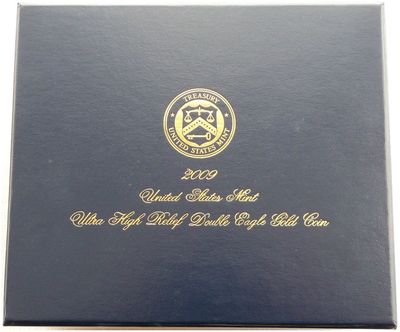 TREASURY
UNITED STATES MINT
2009
United States Mint
Ultra High Relief Double Eagle Gold Coin